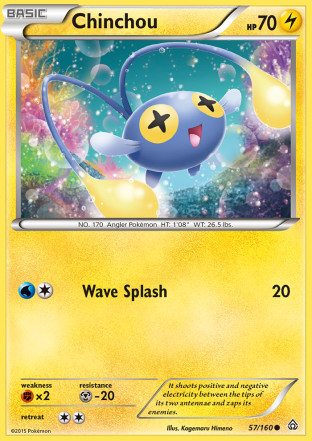 BASIC
Chinchou
HP 70
NO. 170 Angler Pokémon HT: 1'08" WT: 26.5 lbs.
Wave Splash 20
weakness
×2
resistance
-20
retreat
It shoots positive and negative
electricity between the tips of
its two antennae and zaps its
enemies.
Illus. Kagemaru Himeno
57/160
©2015 Pokémon